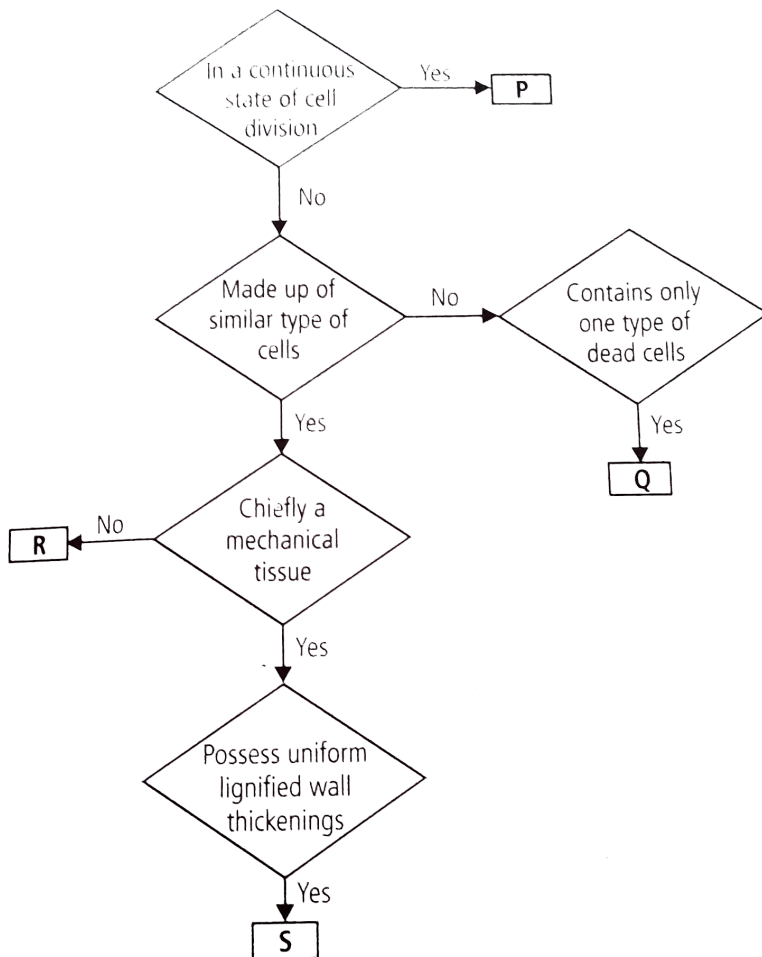 In a continuous
state of cell
division
Yes
P
No
Made up of
similar type of
cells
No
Contains only
one type of
dead cells
Yes
Yes
Q
Chiefly a
mechanical
tissue
No
R
Yes
Possess uniform
lignified wall
thickenings
Yes
S